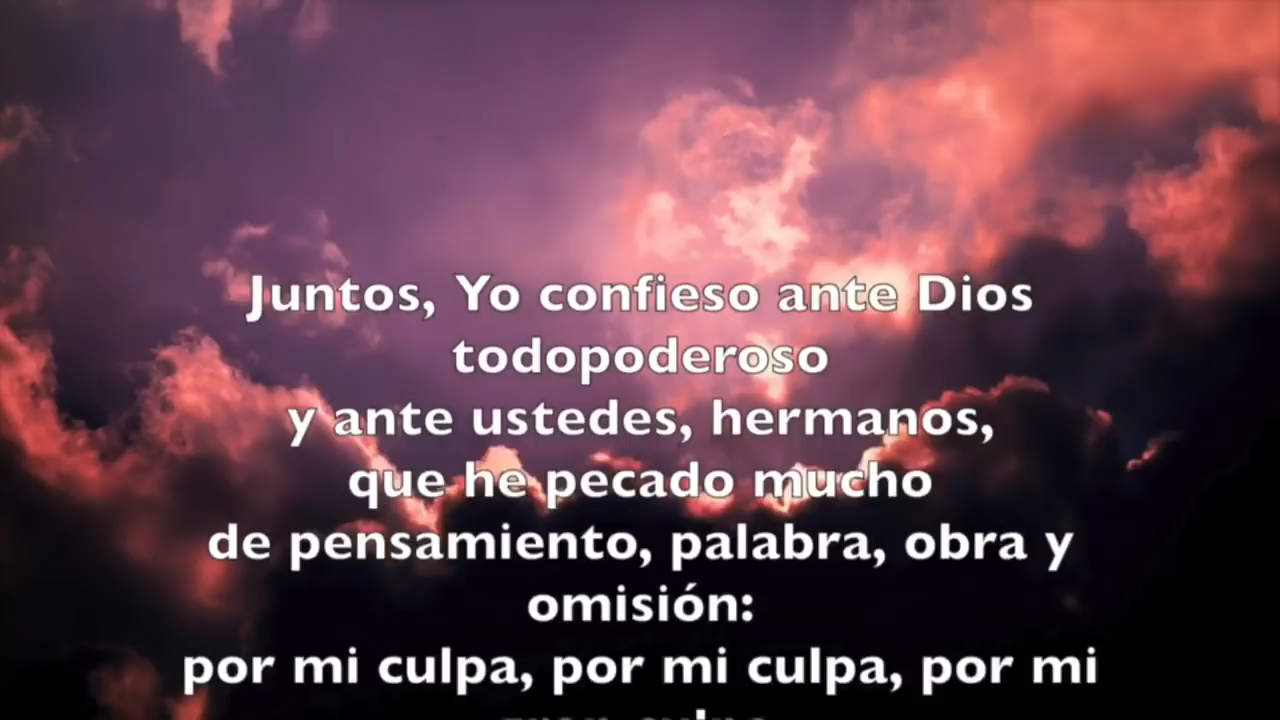 Juntos, Yo confieso ante Dios
todopoderoso
y ante ustedes, hermanos,
que he pecado mucho
de pensamiento, palabra, obra y
omisión:
por mi culpa, por mi culpa, por mi